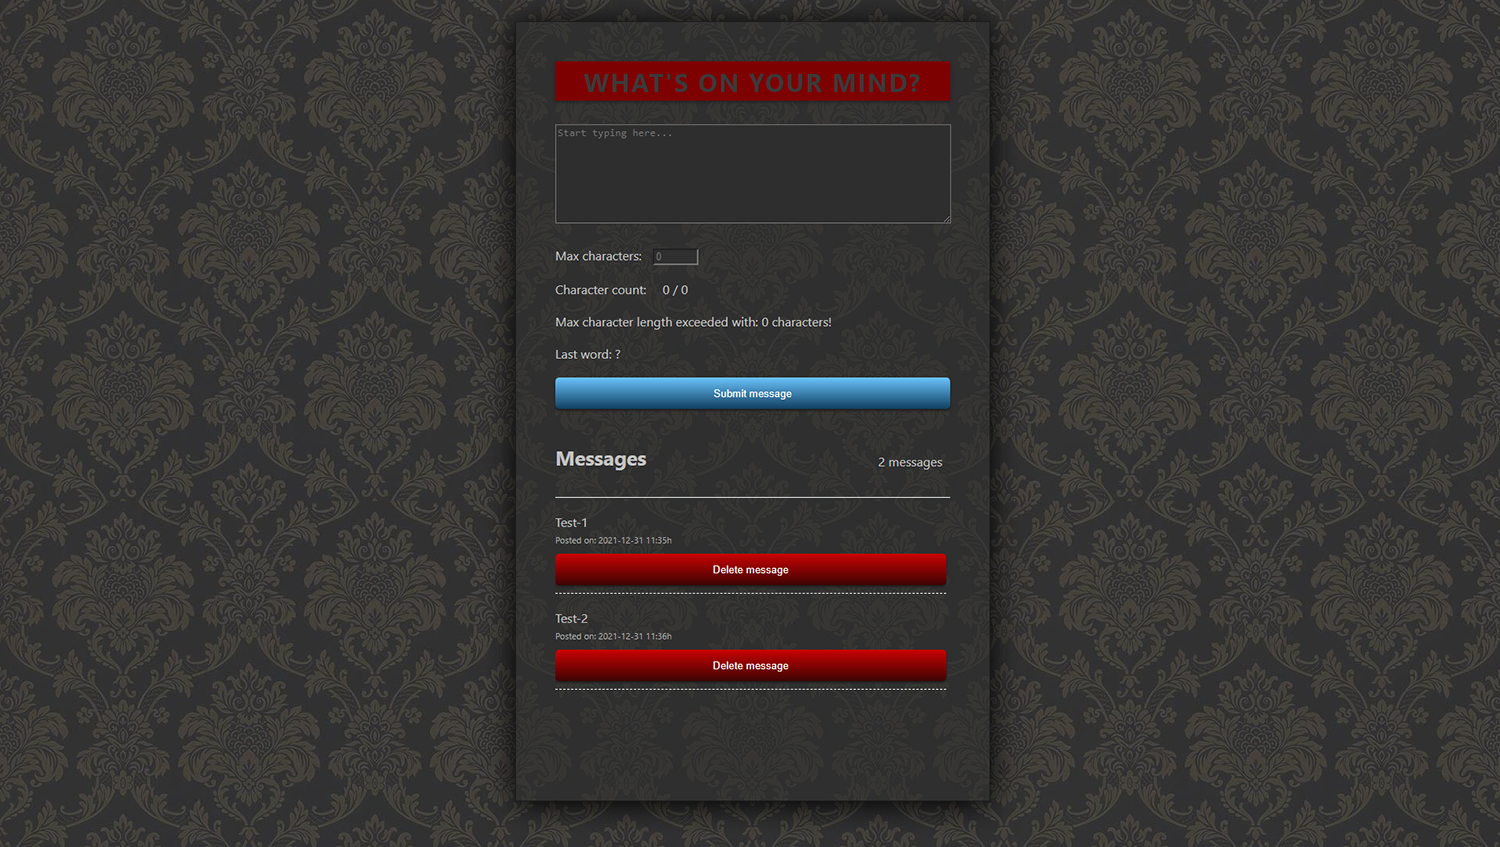 WHAT'S ON YOUR MIND?
Start typing here...
Max characters: 0
Character count: 0 / 0
Max character length exceeded with: 0 characters!
Last word: ?
Submit message
Messages 2 messages
Test-1
Posted on: 2021-12-31 11:35h
Delete message
Test-2
Posted on: 2021-12-31 11:36h
Delete message